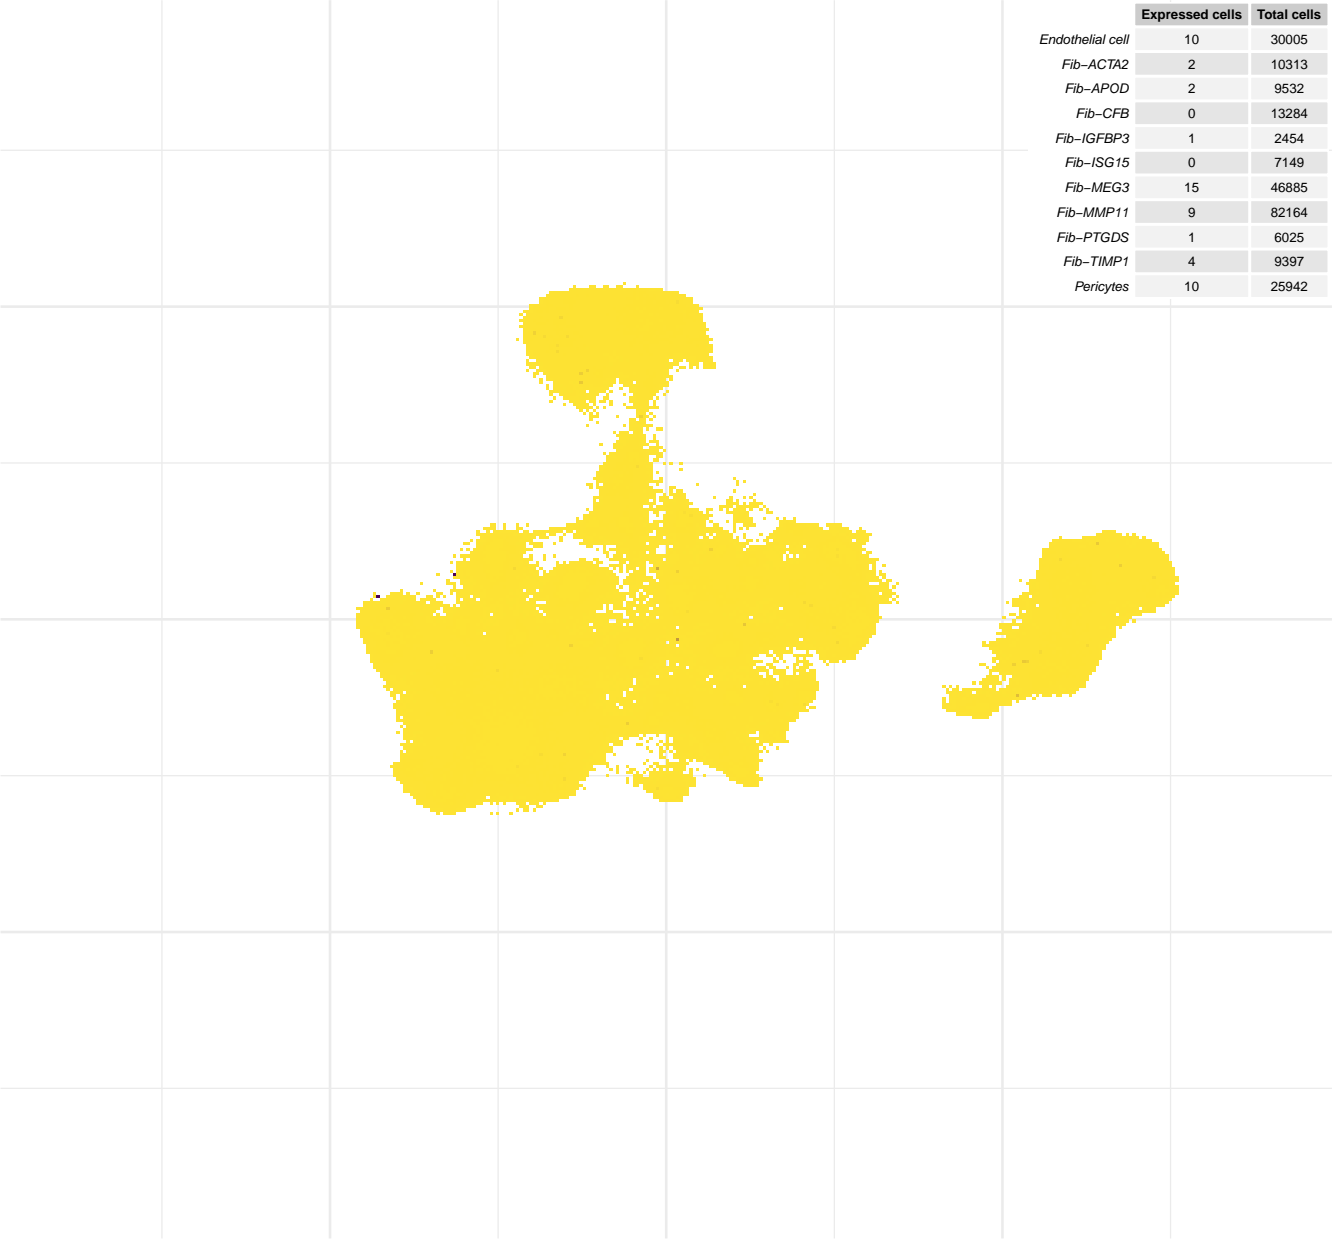 Expressed cells Total cells
Endothelial cell 10 30005
Fib−ACTA2 2 10313
Fib−APOD 2 9532
Fib−CFB 0 13284
Fib−IGFBP3 1 2454
Fib−ISG15 0 7149
Fib−MEG3 15 46885
Fib−MMP11 9 82164
Fib−PTGDS 1 6025
Fib−TIMP1 4 9397
Pericytes 10 25942